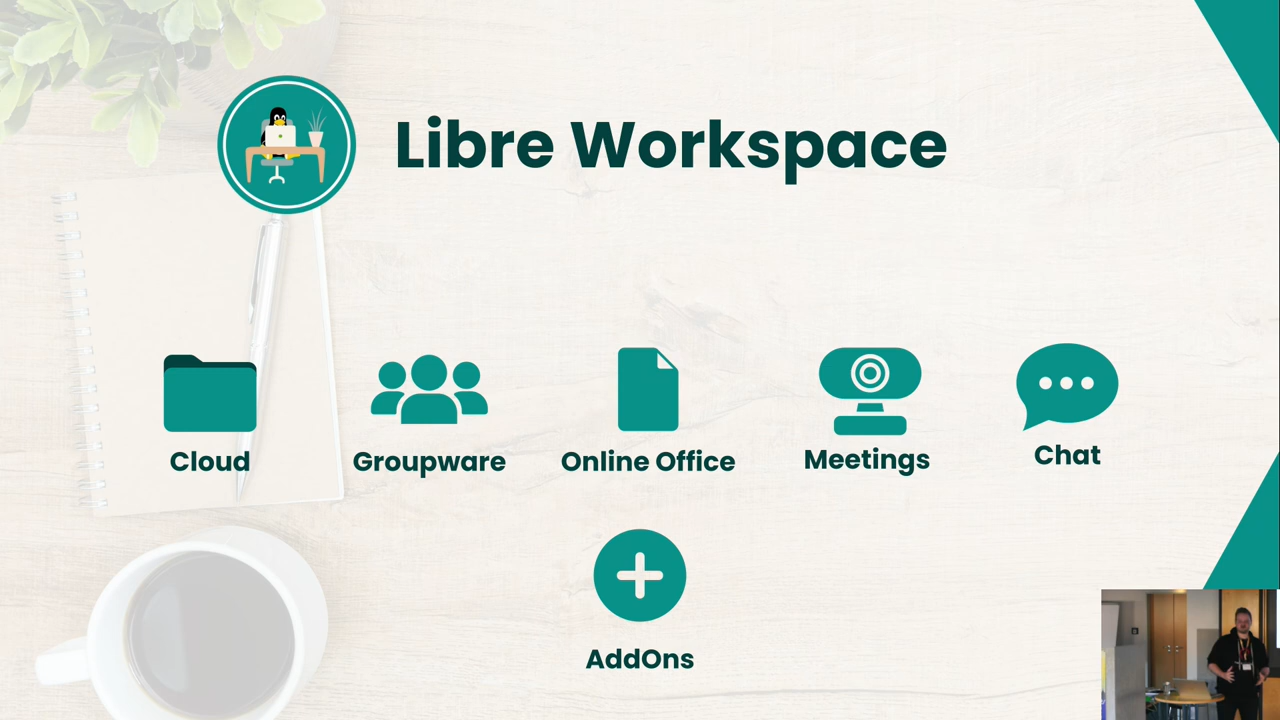 Libre Workspace
Cloud
Groupware
Online Office
Meetings
Chat
AddOns